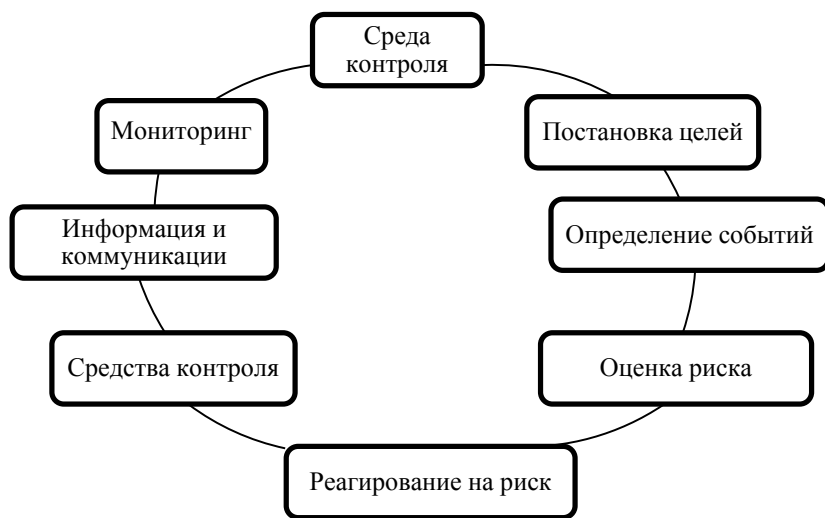 Среда
контроля
Постановка целей
Определение событий
Оценка риска
Реагирование на риск
Средства контроля
Информация и
коммуникации
Мониторинг